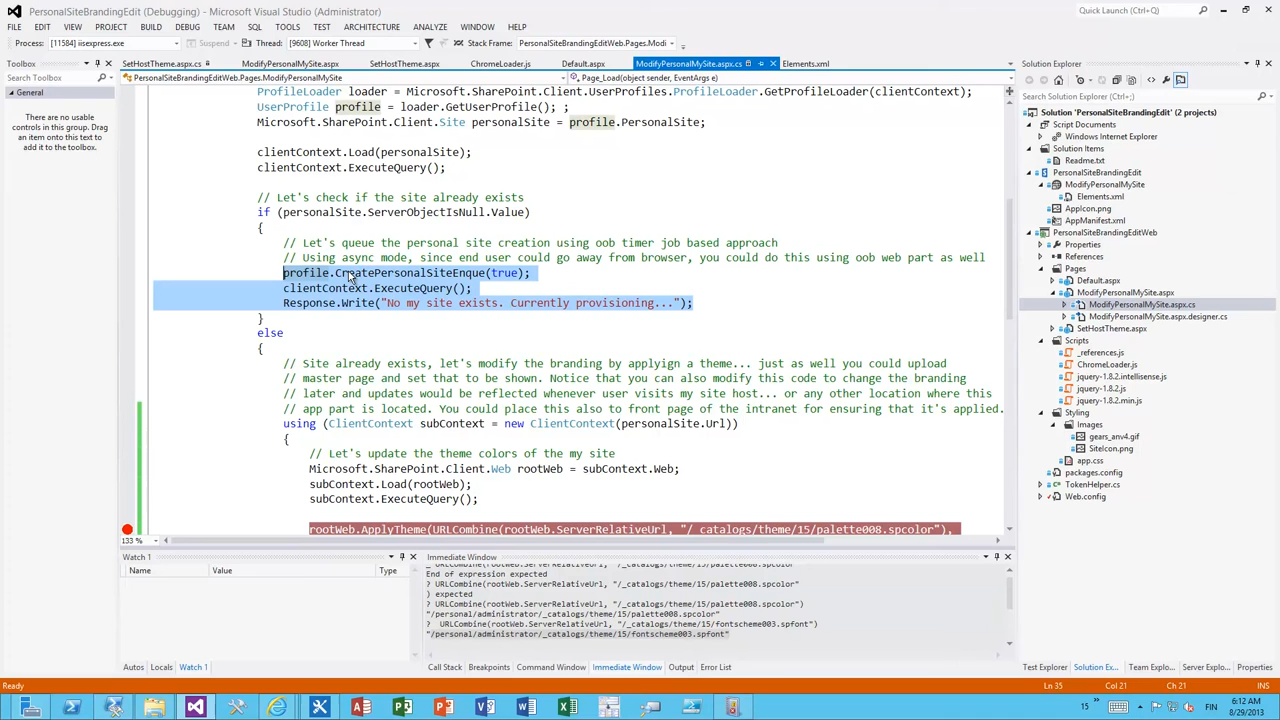 PersonalSiteBrandingEdit (Debugging) - Microsoft Visual Studio (Administrator)
Quick Launch (Ctrl+;)
FILE EDIT VIEW PROJECT BUILD DEBUG TEAM SQL TOOLS TEST ARCHITECTURE ANALYZE WINDOW HELP
Process: [11584] iisexpress.exe Suspend Thread: [9608] Worker Thread Stack Frame: PersonalSiteBrandingEditWeb.Pages.Modi
Toolbox
SetHostTheme.aspx.cs ModifyPersonalMySite.aspx SetHostTheme.aspx ChromeLoader.js Default.aspx ModifyPersonalMySite.aspx.cs Elements.xml
Solution Explorer
Search Toolbox
PersonalSiteBrandingEditWeb.Pages.ModifyPersonalMySite Page_Load(object sender, EventArgs e)
General
There are no usable
controls in this group. Drag
an item onto this text to
add it to the toolbox.
ProfileLoader loader = Microsoft.SharePoint.Client.UserProfiles.ProfileLoader.GetProfileLoader(clientContext);
UserProfile profile = loader.GetUserProfile(); ;
Microsoft.SharePoint.Client.Site personalSite = profile.PersonalSite;
clientContext.Load(personalSite);
clientContext.ExecuteQuery();
// Let's check if the site already exists
if (personalSite.ServerObjectIsNull.Value)
{
// Let's queue the personal site creation using oob timer job based approach
// Using async mode, since end user could go away from browser, you could do this using oob web part as well
profile.CreatePersonalSiteEnque(true);
clientContext.ExecuteQuery();
Response.Write("No my site exists. Currently provisioning...");
}
else
{
// Site already exists, let's modify the branding by applyign a theme... just as well you could upload
// master page and set that to be shown. Notice that you can also modify this code to change the branding
// later and updates would be reflected whenever user visits my site host... or any other location where this
// app part is located. You could place this also to front page of the intranet for ensuring that it's applied.
using (ClientContext subContext = new ClientContext(personalSite.Url))
{
// Let's update the theme colors of the my site
Microsoft.SharePoint.Client.Web rootWeb = subContext.Web;
subContext.Load(rootWeb);
subContext.ExecuteQuery();
rootWeb.ApplyTheme(URLCombine(rootWeb.ServerRelativeUrl, "/_catalogs/theme/15/palette008.spcolor"),
133 %
Search Solution Explorer (Ctrl+;)
Solution 'PersonalSiteBrandingEdit' (2 projects)
Script Documents
Windows Internet Explorer
Solution Items
Readme.txt
PersonalSiteBrandingEdit
ModifyPersonalMySite
Elements.xml
AppIcon.png
AppManifest.xml
PersonalSiteBrandingEditWeb
Properties
References
Pages
Default.aspx
ModifyPersonalMySite.aspx
ModifyPersonalMySite.aspx.cs
ModifyPersonalMySite.aspx.designer.cs
SetHostTheme.aspx
Scripts
_references.js
ChromeLoader.js
jquery-1.8.2.intellisense.js
jquery-1.8.2.js
jquery-1.8.2.min.js
Styling
Images
gears_anv4.gif
SiteIcon.png
app.css
packages.config
TokenHelper.cs
Web.config
Watch 1
Name Value Type
Immediate Window
End of expression expected
? URLCombine(rootWeb.ServerRelativeUrl, "/_catalogs/theme/15/palette008.spcolor"
) expected
? URLCombine(rootWeb.ServerRelativeUrl, "/_catalogs/theme/15/palette008.spcolor")
"/personal/administrator/_catalogs/theme/15/palette008.spcolor"
? URLCombine(rootWeb.ServerRelativeUrl, "/_catalogs/theme/15/fontscheme003.spfont")
"/personal/administrator/_catalogs/theme/15/fontscheme003.spfont"
Autos Locals Watch 1
Call Stack Breakpoints Command Window Immediate Window Output Error List
Test Explorer Solution Ex... Team Explo... Server Explo... Properties
Ready Ln 35 Col 21 Ch 21 INS
15 FIN
6:12 AM
8/29/2013